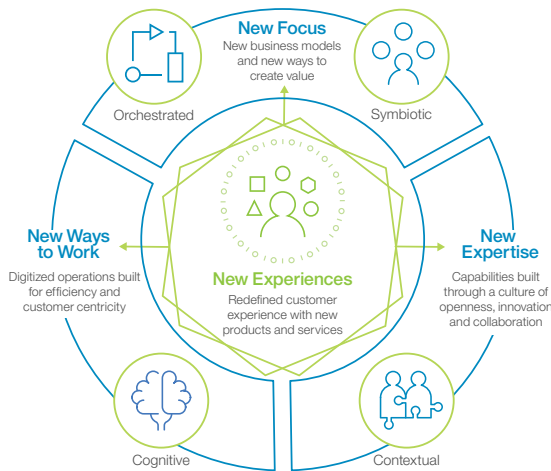 New Focus
New business models
and new ways to
create value
Orchestrated
Symbiotic
New Ways
to Work
Digitized operations built
for efficiency and
customer centricity
New Experiences
Redefined customer
experience with new
products and services
New
Expertise
Capabilities built
through a culture of
openness, innovation
and collaboration
Cognitive
Contextual